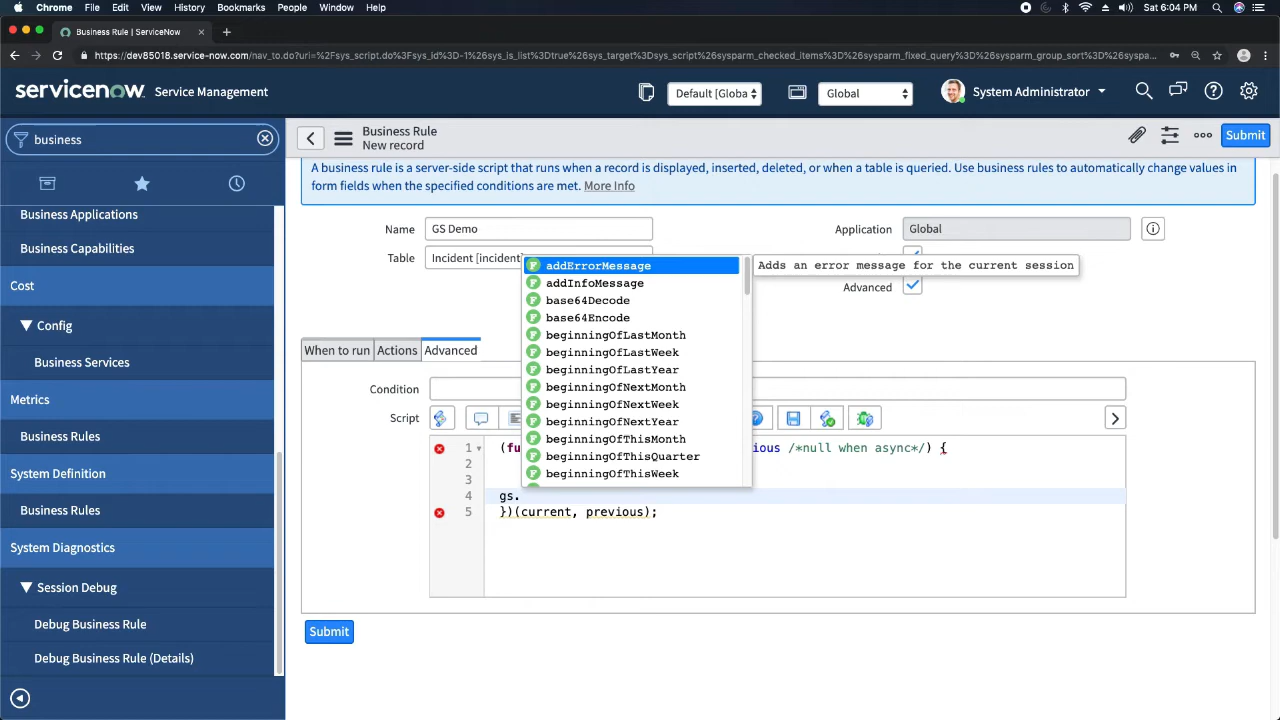 Chrome File Edit View History Bookmarks People Window Help Sat 6:04 PM
Business Rule | ServiceNow
https://dev85018.service-now.com/nav_to.do?uri=%2Fsys_script.do%3Fsys_id%3D-1%26sys_is_list%3Dtrue%26sys_target%3Dsys_script%26sysparm_checked_items%3D%26sysparm_fixed_query%3D%26sysparm_group_sort%3D%26syspa...
servicenow Service Management Default [Globa Global System Administrator
business
Business Rule
New record
Submit
A business rule is a server-side script that runs when a record is displayed, inserted, deleted, or when a table is queried. Use business rules to automatically change values in
form fields when the specified conditions are met. More Info
Business Applications
Business Capabilities
Cost
Config
Business Services
Metrics
Business Rules
System Definition
Business Rules
System Diagnostics
Session Debug
Debug Business Rule
Debug Business Rule (Details)
Name GS Demo
Application Global
Table Incident [incident]
Advanced
addErrorMessage Adds an error message for the current session
addInfoMessage
base64Decode
base64Encode
beginningOfLastMonth
beginningOfLastWeek
beginningOfLastYear
beginningOfNextMonth
beginningOfNextWeek
beginningOfNextYear
beginningOfThisMonth
beginningOfThisQuarter
beginningOfThisWeek
When to run Actions Advanced
Condition
Script
1 (fu ious /*null when async*/) {
2
3
4 gs.
5 })(current, previous);
Submit